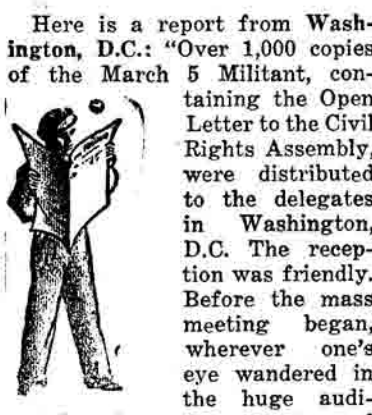 Here is a report from Wash-
ington, D.C.: "Over 1,000 copies
of the March 5 Militant, con-
taining the Open
Letter to the Civil
Rights Assembly,
were distributed
to the delegates
in Washington,
D.C. The recep-
tion was friendly.
Before the mass
meeting began,
wherever one's
eye wandered in
the huge audi-